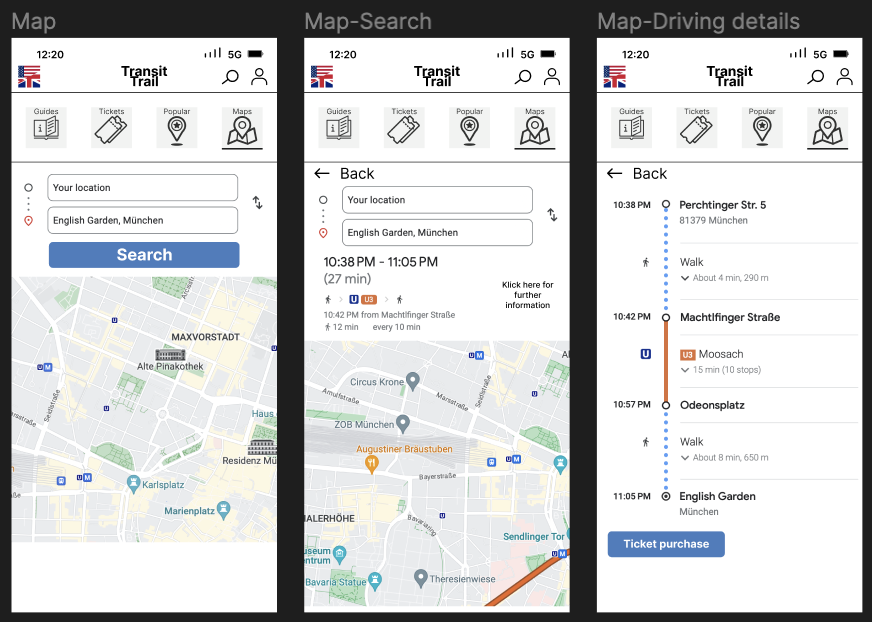 Map
12:20
5G
Transit
Trail
Guides
Tickets
Popular
Maps
Your location
English Garden, München
Search
MAXVORSTADT
Alte Pinakothek
Seidlstraße
Haus
Residenz Mü
Karlsplatz
Marienplatz
U
U M
U M
Map-Search
12:20
5G
Transit
Trail
Guides
Tickets
Popular
Maps
Back
Your location
English Garden, München
10:38 PM - 11:05 PM
(27 min)
U U3
10:42 PM from Machtlfinger Straße
12 min every 10 min
Klick here for
further
information
Circus Krone
Arnulfstraße
Marsstraße
Seidlstraße
ZOB München
Augustiner Bräustuben
Bayerstraße
U M
IALERHÖHE
Bavariaring
Sendlinger Tor
U M
useum
entrum
Bavaria Statue
Theresienwiese
Map-Driving details
12:20
5G
Transit
Trail
Guides
Tickets
Popular
Maps
Back
10:38 PM Perchtinger Str. 5
81379 München
Walk
About 4 min, 290 m
10:42 PM Machtlfinger Straße
U U3 Moosach
15 min (10 stops)
10:57 PM Odeonsplatz
Walk
About 8 min, 650 m
11:05 PM English Garden
München
Ticket purchase